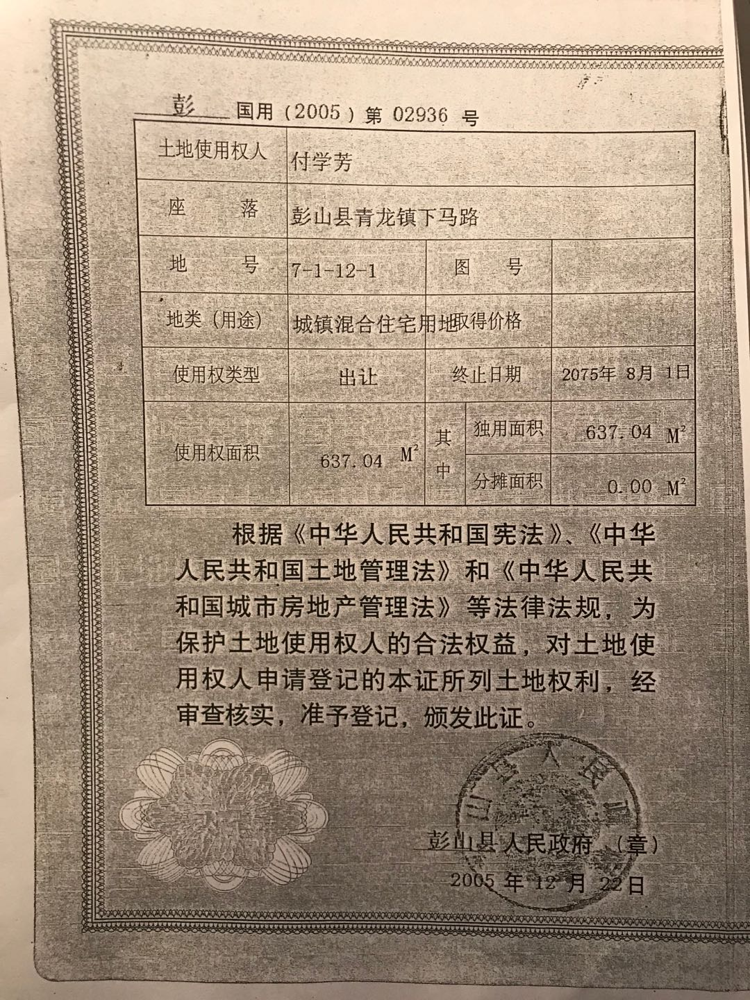 彭 国用(2005)第 02936 号
土地使用权人 付学芳
座 落 彭山县青龙镇下马路
地 号 7-1-12-1 图 号
地类(用途) 城镇混合住宅用地 取得价格
使用权类型 出让 终止日期 2075年 8月 1日
使用权面积 637.04 M² 其中 独用面积 637.04 M²
分摊面积 0.00 M²
根据《中华人民共和国宪法》、《中华
人民共和国土地管理法》和《中华人民共
和国城市房地产管理法》等法律法规，为
保护土地使用权人的合法权益，对土地使
用权人申请登记的本证所列土地权利，经
审查核实，准予登记，颁发此证。
山县人民
彭山县人民政府 (章)
2005 年 12 月 22日